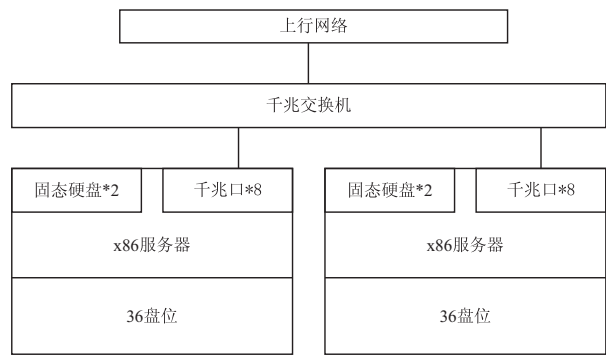 上行网络
千兆交换机
固态硬盘*2
千兆口*8
固态硬盘*2
千兆口*8
x86服务器
x86服务器
36盘位
36盘位